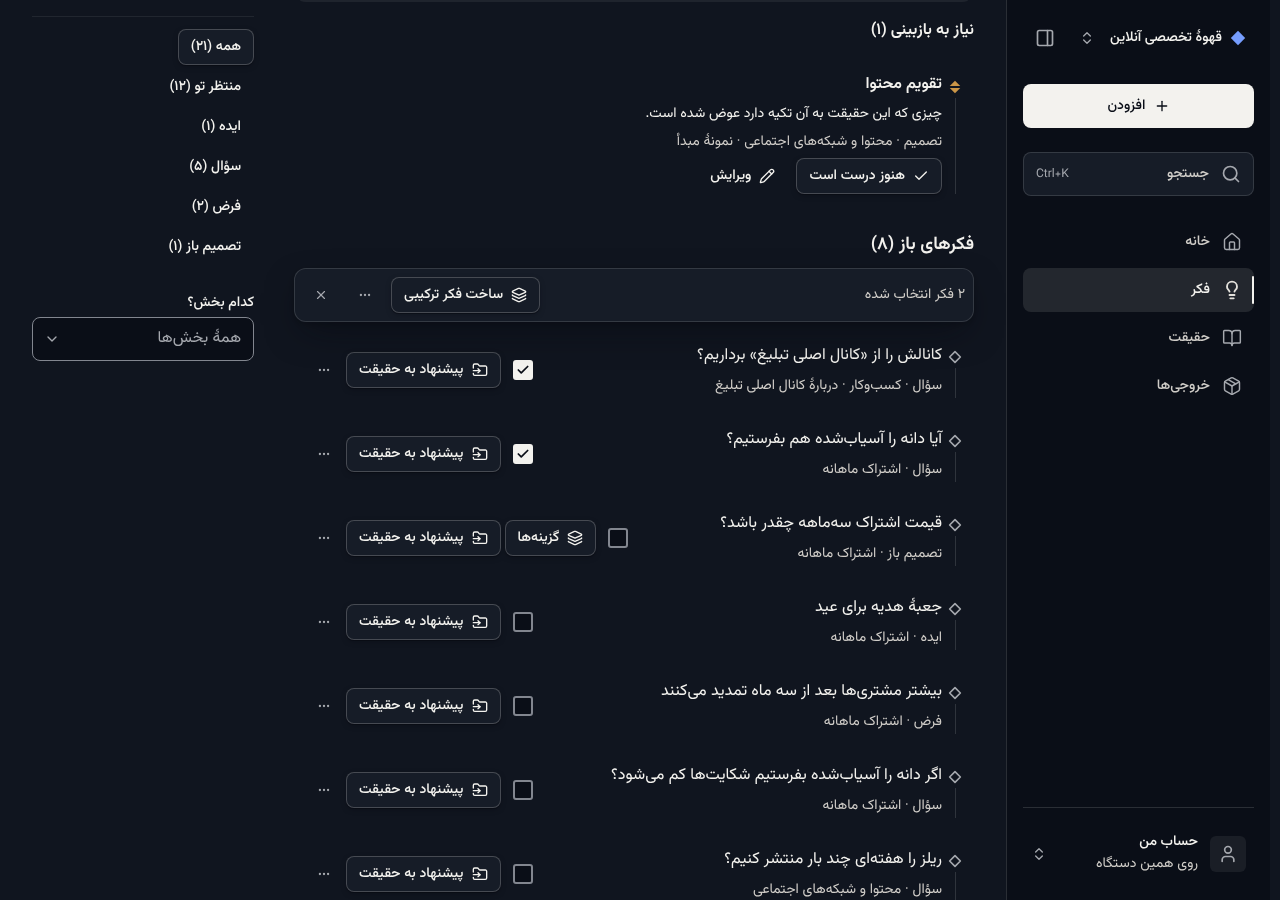 قهوهٔ تخصصی آنلاین
افزودن
جستجو Ctrl+K
خانه
فکر
حقیقت
خروجی‌ها
حساب من
روی همین دستگاه
نیاز به بازبینی (۱)
تقویم محتوا
چیزی که این حقیقت به آن تکیه دارد عوض شده است.
تصمیم · محتوا و شبکه‌های اجتماعی · نمونهٔ مبدأ
هنوز درست است ویرایش
فکرهای باز (۸)
۲ فکر انتخاب شده ساخت فکر ترکیبی
کانالش را از «کانال اصلی تبلیغ» برداریم؟
سؤال · کسب‌وکار · دربارهٔ کانال اصلی تبلیغ
پیشنهاد به حقیقت
آیا دانه را آسیاب‌شده هم بفرستیم؟
سؤال · اشتراک ماهانه
پیشنهاد به حقیقت
قیمت اشتراک سه‌ماهه چقدر باشد؟
تصمیم باز · اشتراک ماهانه
گزینه‌ها پیشنهاد به حقیقت
جعبهٔ هدیه برای عید
ایده · اشتراک ماهانه
پیشنهاد به حقیقت
بیشتر مشتری‌ها بعد از سه ماه تمدید می‌کنند
فرض · اشتراک ماهانه
پیشنهاد به حقیقت
اگر دانه را آسیاب‌شده بفرستیم شکایت‌ها کم می‌شود؟
سؤال · اشتراک ماهانه
پیشنهاد به حقیقت
ریلز را هفته‌ای چند بار منتشر کنیم؟
سؤال · محتوا و شبکه‌های اجتماعی
پیشنهاد به حقیقت
همه (۲۱)
منتظر تو (۱۲)
ایده (۱)
سؤال (۵)
فرض (۲)
تصمیم باز (۱)
کدام بخش؟
همهٔ بخش‌ها